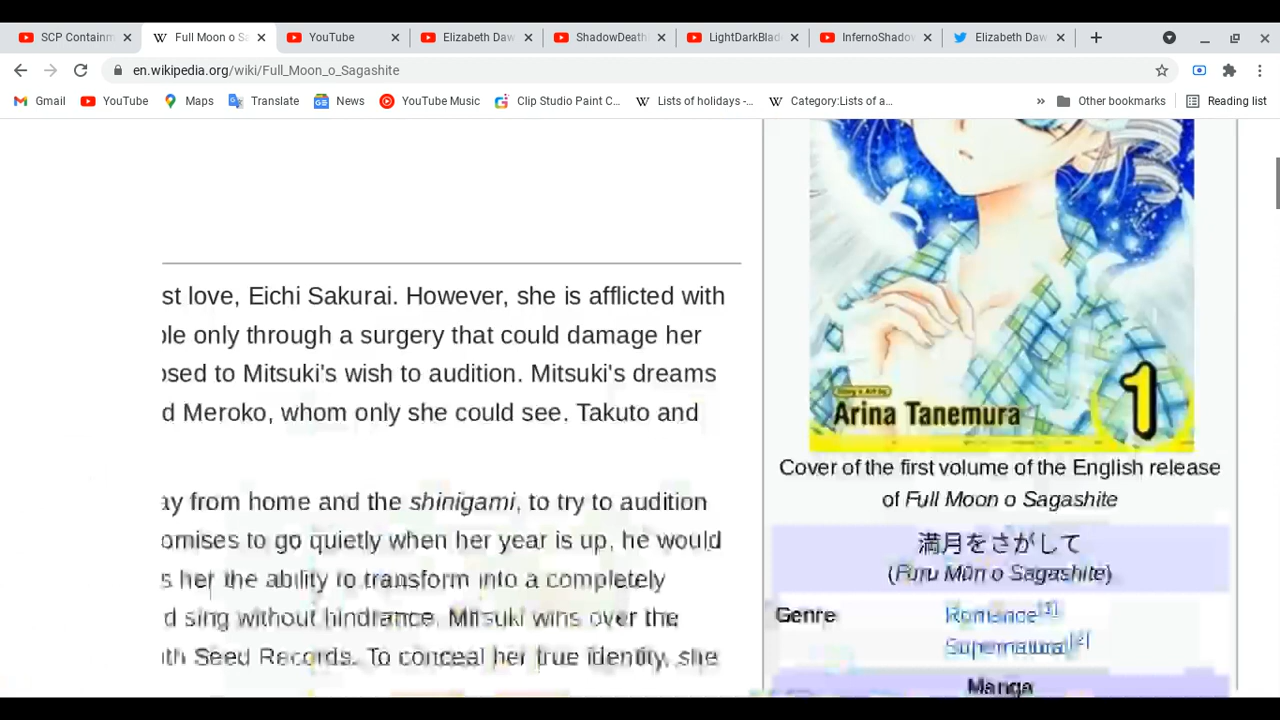 SCP Containm
Full Moon o S
YouTube
Elizabeth Daw
ShadowDeath
LightDarkBlad
InfernoShado
Elizabeth Daw
en.wikipedia.org/wiki/Full_Moon_o_Sagashite
Gmail
YouTube
Maps
Translate
News
YouTube Music
Clip Studio Paint C...
Lists of holidays -...
Category:Lists of a...
»
Other bookmarks
Reading list
st love, Eichi Sakurai. However, she is afflicted with
ble only through a surgery that could damage her
osed to Mitsuki's wish to audition. Mitsuki's dreams
d Meroko, whom only she could see. Takuto and
ay from home and the shinigami, to try to audition
omises to go quietly when her year is up, he would
s her the ability to transform into a completely
d sing without hindrance. Mitsuki wins over the
th Seed Records. To conceal her true identity, she
Story & Art by
Arina Tanemura
1
Cover of the first volume of the English release
of Full Moon o Sagashite
満月をさがして
(Furu Mūn o Sagashite)
Genre
Romance[1]
Supernatural[2]
Manga